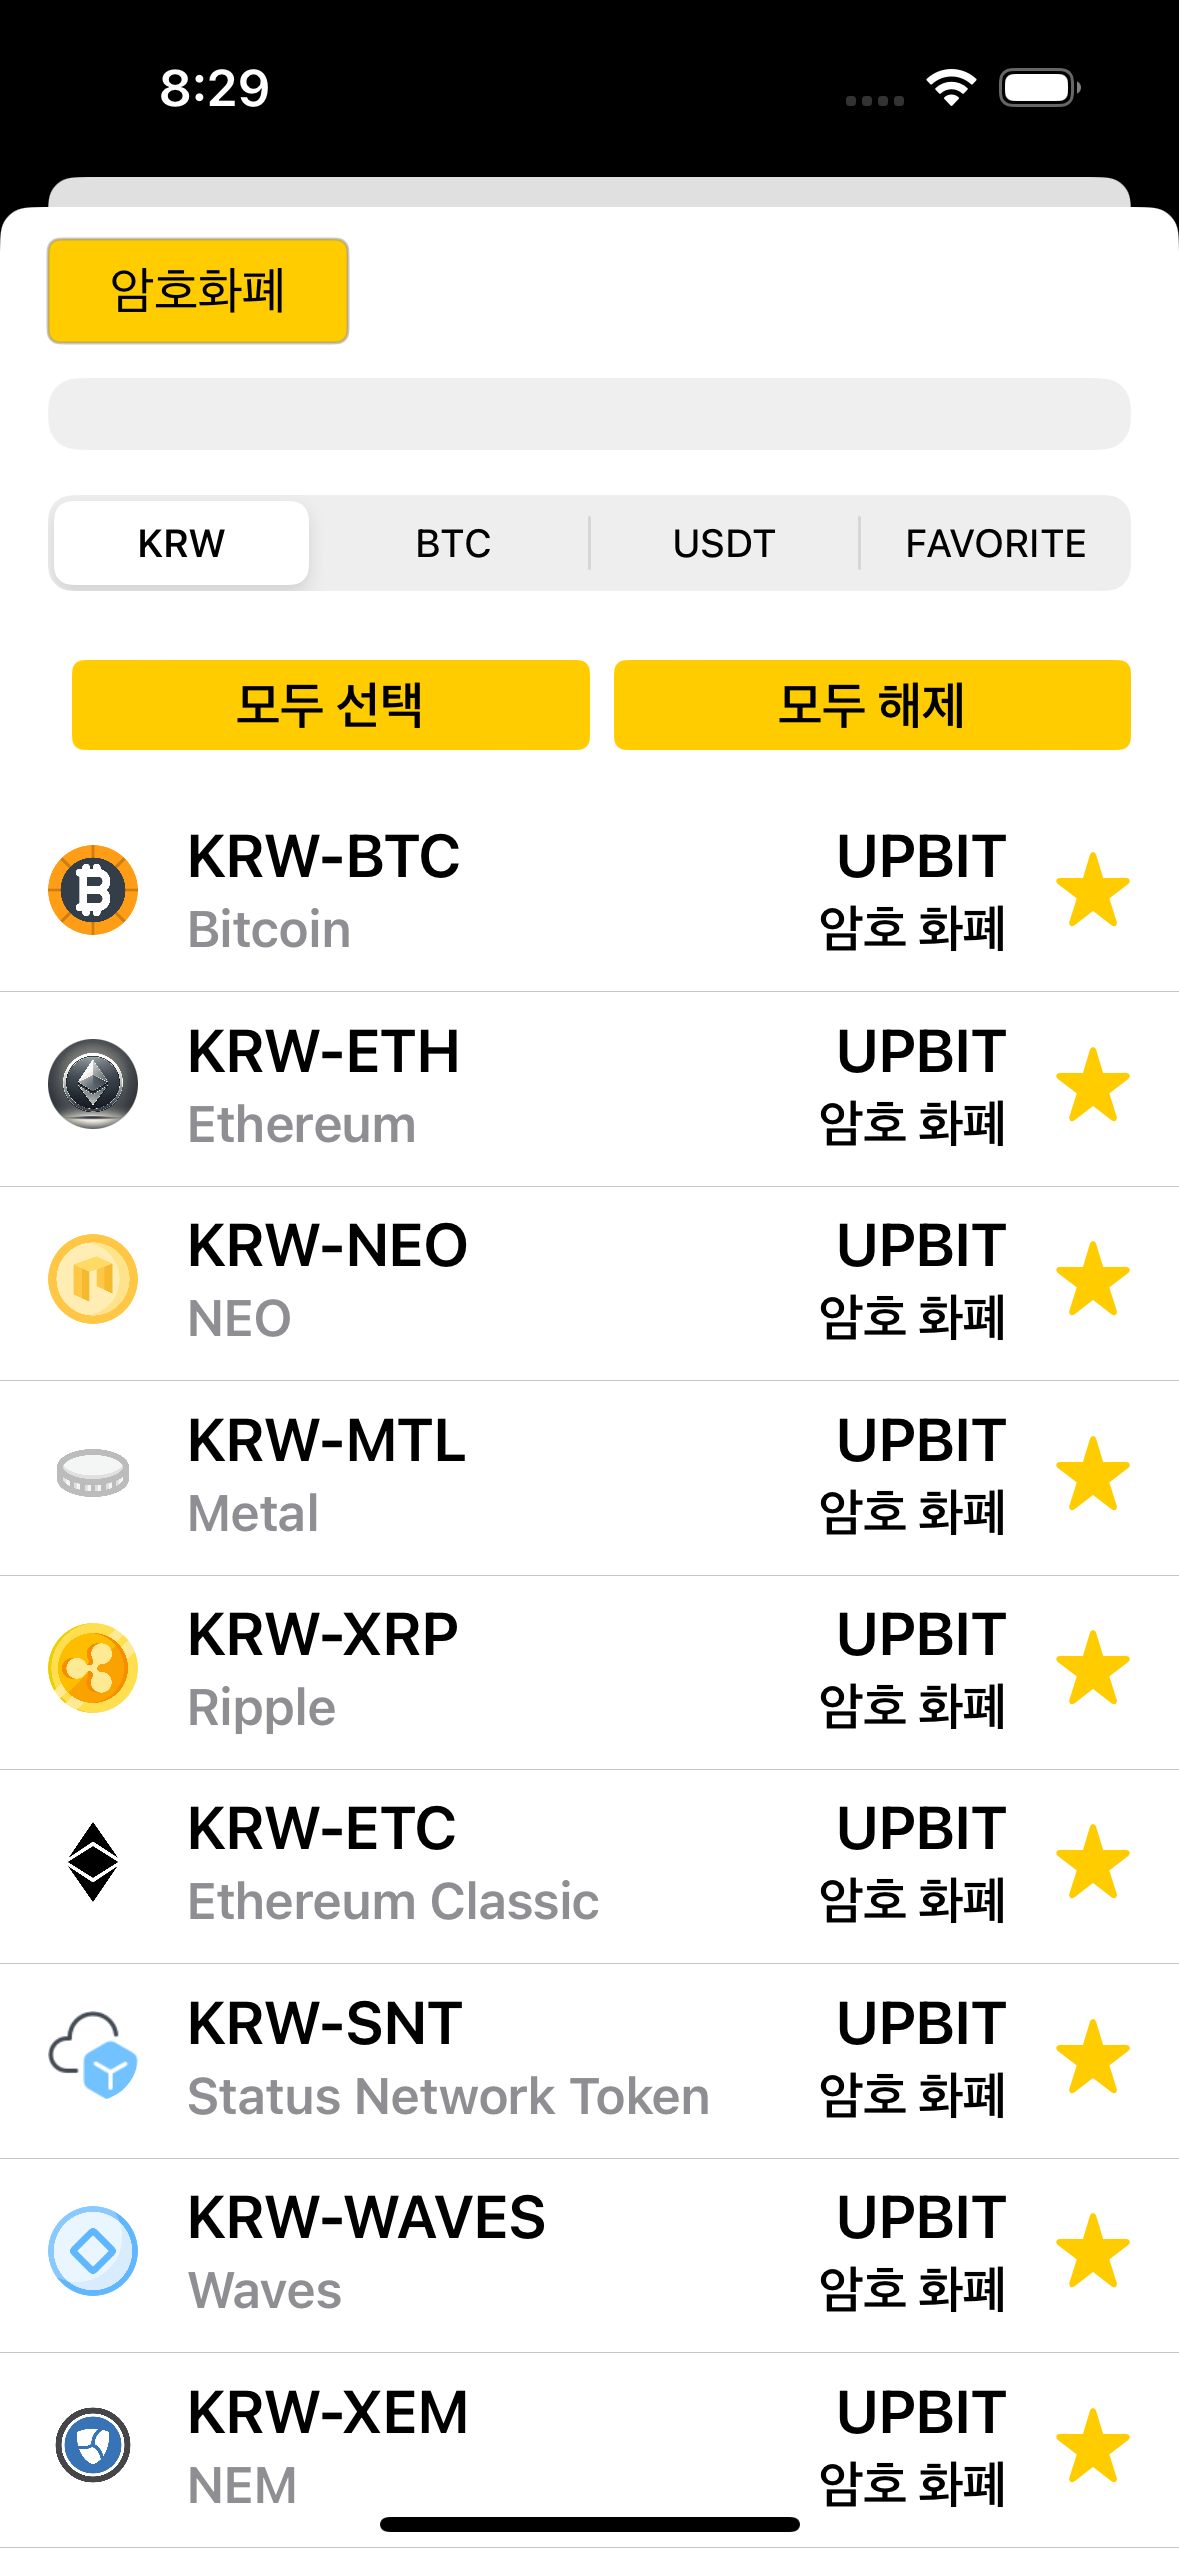 8:29
암호화폐
KRW BTC USDT FAVORITE
모두 선택 모두 해제
KRW-BTC UPBIT
Bitcoin 암호 화폐
KRW-ETH UPBIT
Ethereum 암호 화폐
KRW-NEO UPBIT
NEO 암호 화폐
KRW-MTL UPBIT
Metal 암호 화폐
KRW-XRP UPBIT
Ripple 암호 화폐
KRW-ETC UPBIT
Ethereum Classic 암호 화폐
KRW-SNT UPBIT
Status Network Token 암호 화폐
KRW-WAVES UPBIT
Waves 암호 화폐
KRW-XEM UPBIT
NEM 암호 화폐